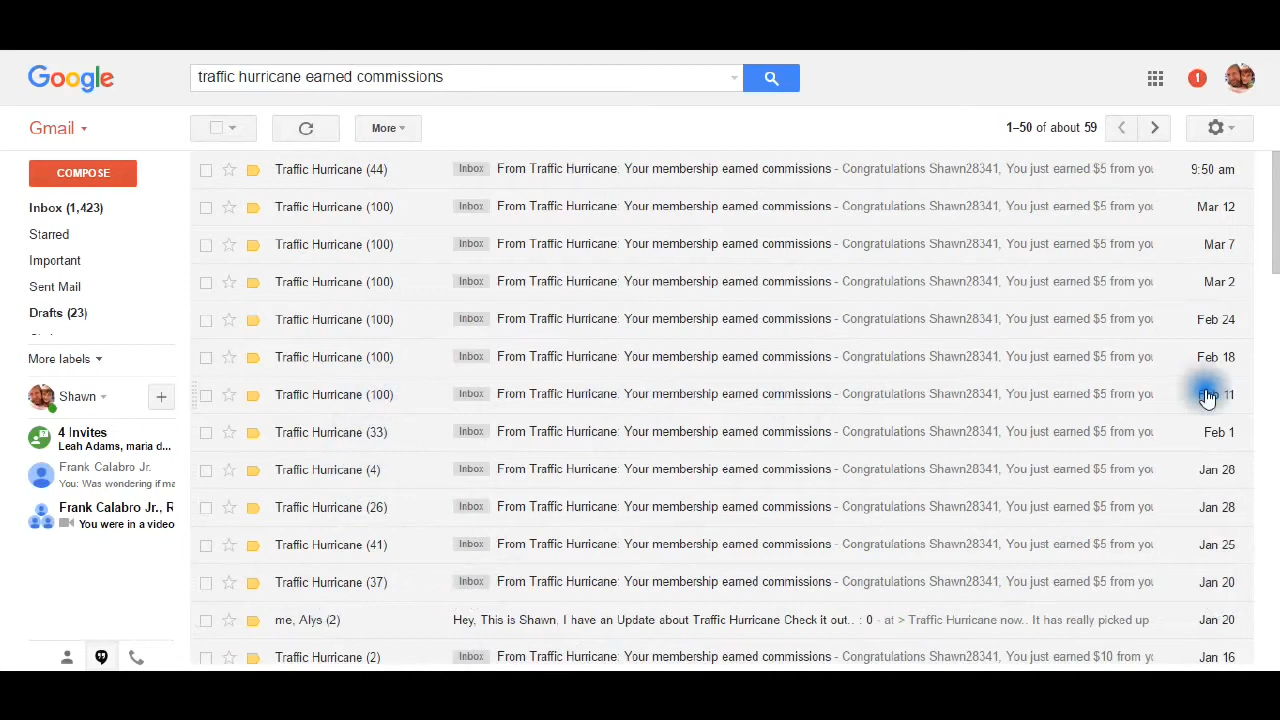 Google
traffic hurricane earned commissions
1
Gmail
More
1–50 of about 59
COMPOSE
Inbox (1,423)
Starred
Important
Sent Mail
Drafts (23)
More labels
Shawn
4 Invites
Leah Adams, maria d...
Frank Calabro Jr.
You: Was wondering if ma
Frank Calabro Jr., R
You were in a video
Traffic Hurricane (44) Inbox From Traffic Hurricane: Your membership earned commissions - Congratulations Shawn28341, You just earned $5 from you 9:50 am
Traffic Hurricane (100) Inbox From Traffic Hurricane: Your membership earned commissions - Congratulations Shawn28341, You just earned $5 from you Mar 12
Traffic Hurricane (100) Inbox From Traffic Hurricane: Your membership earned commissions - Congratulations Shawn28341, You just earned $5 from you Mar 7
Traffic Hurricane (100) Inbox From Traffic Hurricane: Your membership earned commissions - Congratulations Shawn28341, You just earned $5 from you Mar 2
Traffic Hurricane (100) Inbox From Traffic Hurricane: Your membership earned commissions - Congratulations Shawn28341, You just earned $5 from you Feb 24
Traffic Hurricane (100) Inbox From Traffic Hurricane: Your membership earned commissions - Congratulations Shawn28341, You just earned $5 from you Feb 18
Traffic Hurricane (100) Inbox From Traffic Hurricane: Your membership earned commissions - Congratulations Shawn28341, You just earned $5 from you 11
Traffic Hurricane (33) Inbox From Traffic Hurricane: Your membership earned commissions - Congratulations Shawn28341, You just earned $5 from you Feb 1
Traffic Hurricane (4) Inbox From Traffic Hurricane: Your membership earned commissions - Congratulations Shawn28341, You just earned $5 from you Jan 28
Traffic Hurricane (26) Inbox From Traffic Hurricane: Your membership earned commissions - Congratulations Shawn28341, You just earned $5 from you Jan 28
Traffic Hurricane (41) Inbox From Traffic Hurricane: Your membership earned commissions - Congratulations Shawn28341, You just earned $5 from you Jan 25
Traffic Hurricane (37) Inbox From Traffic Hurricane: Your membership earned commissions - Congratulations Shawn28341, You just earned $5 from you Jan 20
me, Alys (2) Hey, This is Shawn, I have an Update about Traffic Hurricane Check it out.. : 0 - at > Traffic Hurricane now.. It has really picked up Jan 20
Traffic Hurricane (2) Inbox From Traffic Hurricane: Your membership earned commissions - Congratulations Shawn28341, You just earned $10 from y Jan 16